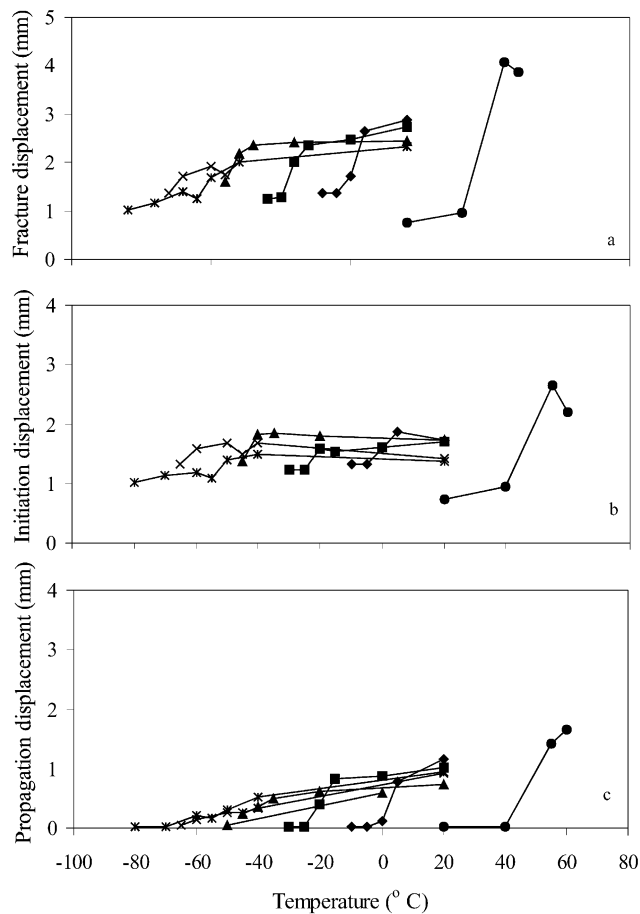 Fracture displacement (mm)
5
4
3
2
1
0
a
Initiation displacement (mm)
4
3
2
1
0
b
Propagation displacement (mm)
4
3
2
1
0
c
-100 -80 -60 -40 -20 0 20 40 60 80
Temperature (° C)